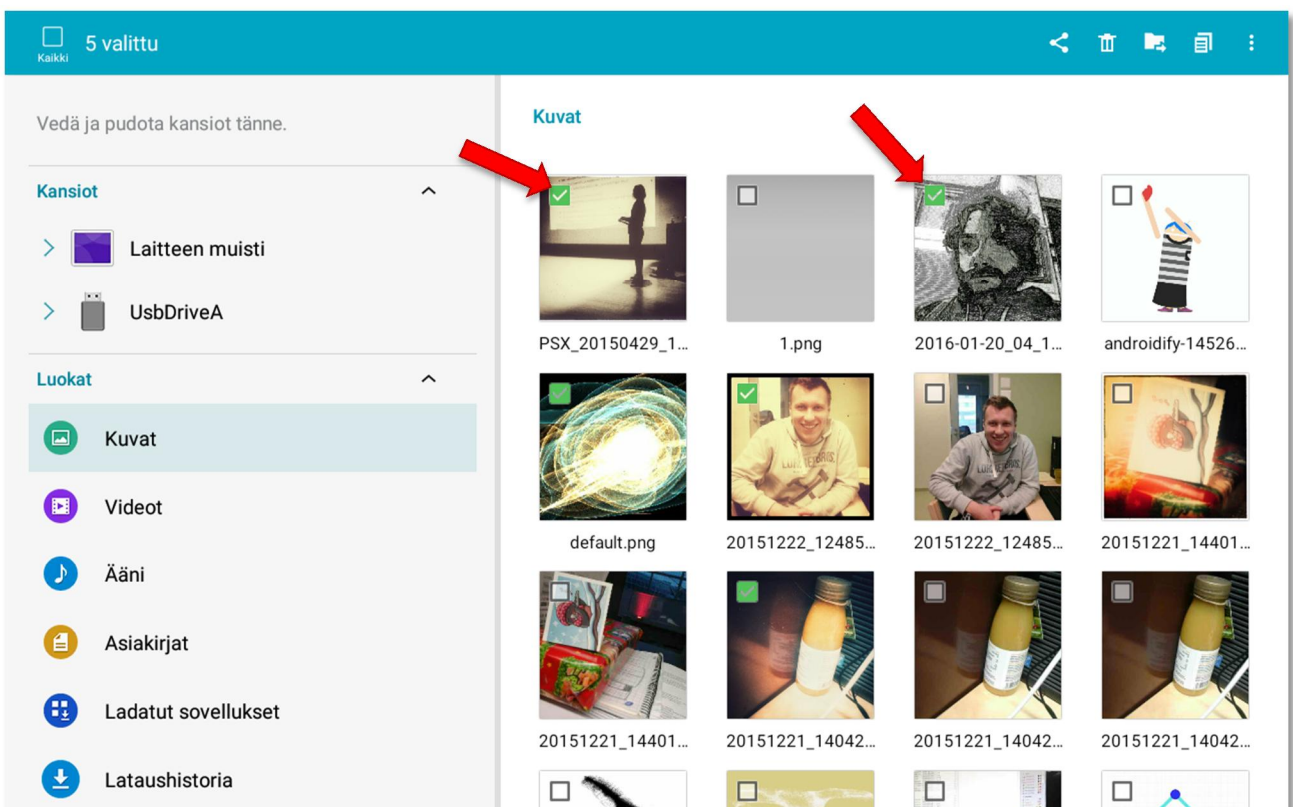 Kaikki
5 valittu
Vedä ja pudota kansiot tänne.
Kansiot
Laitteen muisti
UsbDriveA
Luokat
Kuvat
Videot
Ääni
Asiakirjat
Ladatut sovellukset
Lataushistoria
Kuvat
PSX_20150429_1...
1.png
2016-01-20_04_1...
androidify-14526...
default.png
20151222_12485...
20151222_12485...
20151221_14401...
20151221_14401...
20151221_14042...
20151221_14042...
20151221_14042...